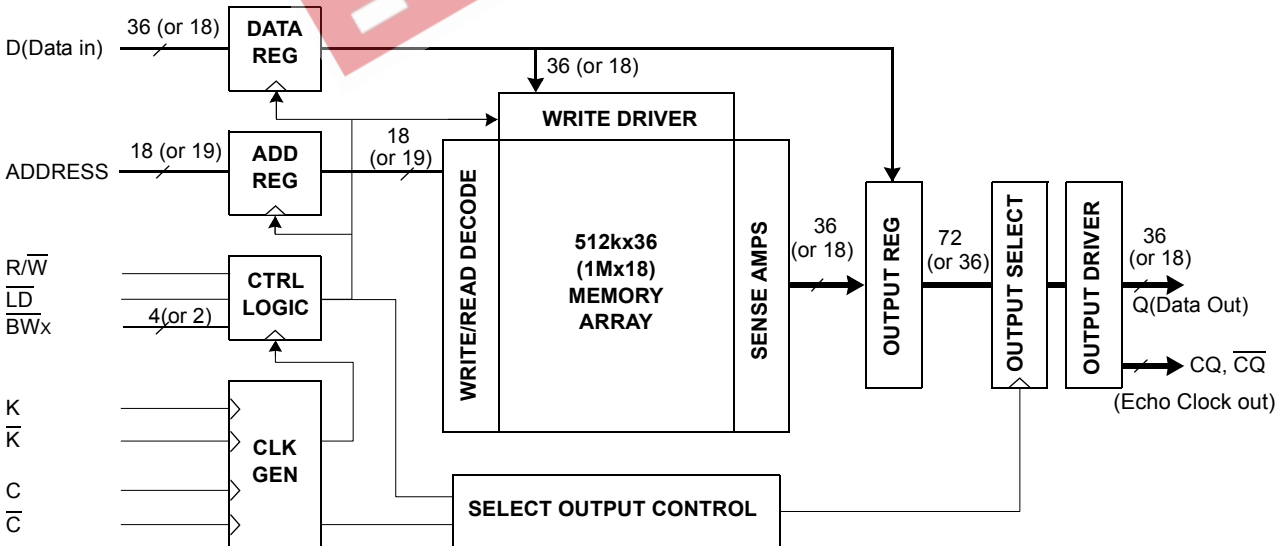 D(Data in)
36 (or 18)
DATA
REG
36 (or 18)
WRITE DRIVER
ADDRESS
18 (or 19)
ADD
REG
18
(or 19)
WRITE/READ DECODE
512kx36
(1Mx18)
MEMORY
ARRAY
SENSE AMPS
36
(or 18)
OUTPUT REG
72
(or 36)
OUTPUT SELECT
OUTPUT DRIVER
36
(or 18)
Q(Data Out)
CQ, C̅Q̅
(Echo Clock out)
R/W̅
L̅D̅
B̅W̅x
4(or 2)
CTRL
LOGIC
K
K̅
C
C̅
CLK
GEN
SELECT OUTPUT CONTROL